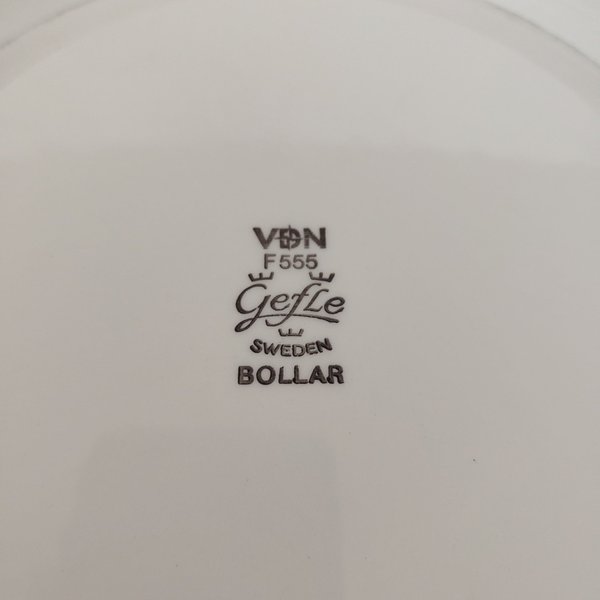 VDN
F555
Gefle
SWEDEN
BOLLAR